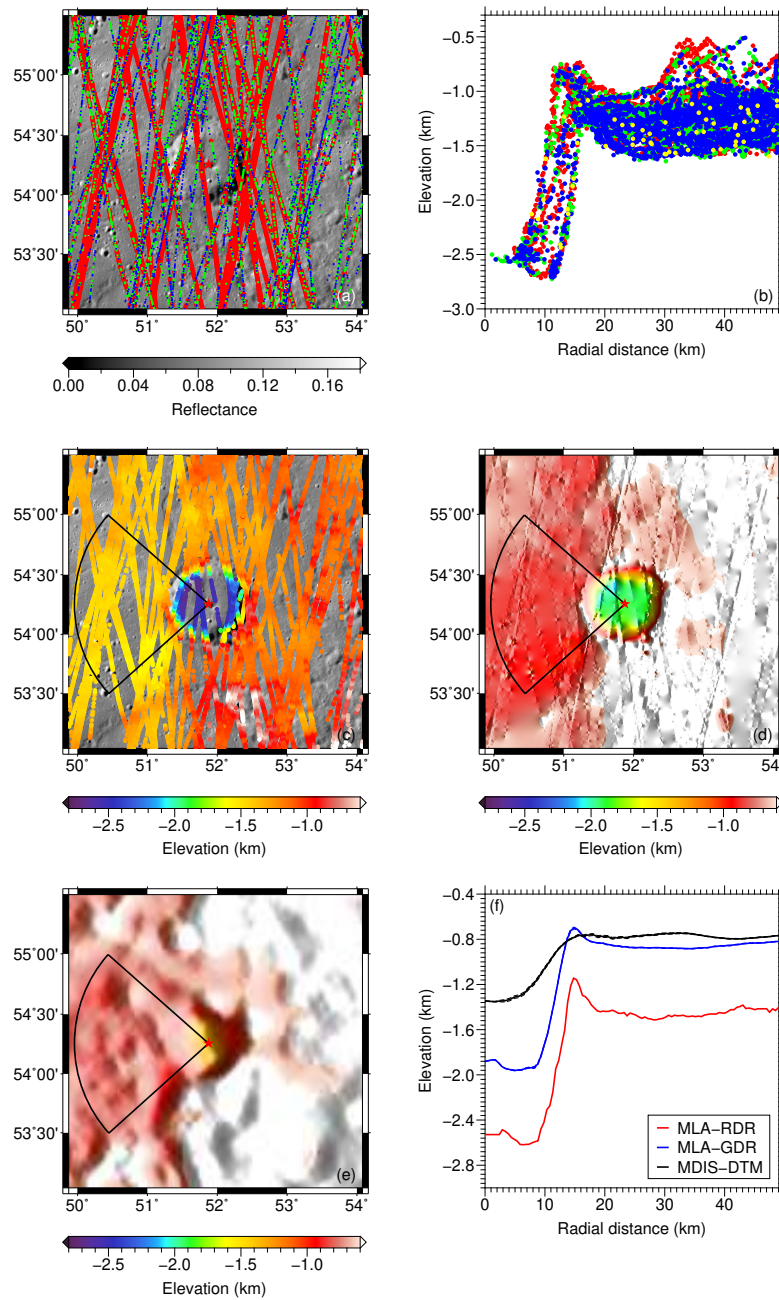 55°00'
54°30'
54°00'
53°30'
(a)
50° 51° 52° 53° 54°
0.00 0.04 0.08 0.12 0.16
Reflectance
−0.5
−1.0
−1.5
−2.0
−2.5
−3.0
Elevation (km)
(b)
0 10 20 30 40
Radial distance (km)
55°00'
54°30'
54°00'
53°30'
(c)
50° 51° 52° 53° 54°
−2.5 −2.0 −1.5 −1.0
Elevation (km)
55°00'
54°30'
54°00'
53°30'
(d)
50° 51° 52° 53° 54
−2.5 −2.0 −1.5 −1.0
Elevation (km)
55°00'
54°30'
54°00'
53°30'
(e)
50° 51° 52° 53° 54°
−2.5 −2.0 −1.5 −1.0
Elevation (km)
−0.4
−0.8
−1.2
−1.6
−2.0
−2.4
−2.8
Elevation (km)
(f)
MLA−RDR
MLA−GDR
MDIS−DTM
0 10 20 30 40
Radial distance (km)